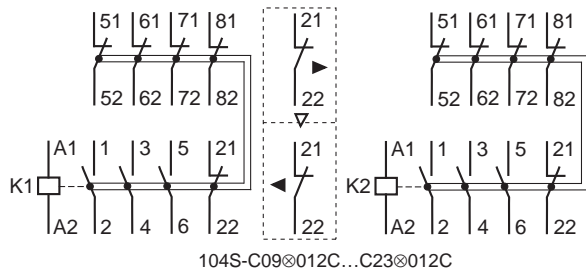 51 61 71 81 21 51 61 71 81
52 62 72 82 22 52 62 72 82
A1 1 3 5 21 21 A1 1 3 5 21
K1 K2
A2 2 4 6 22 22 A2 2 4 6 22
104S-C09⊗012C...C23⊗012C